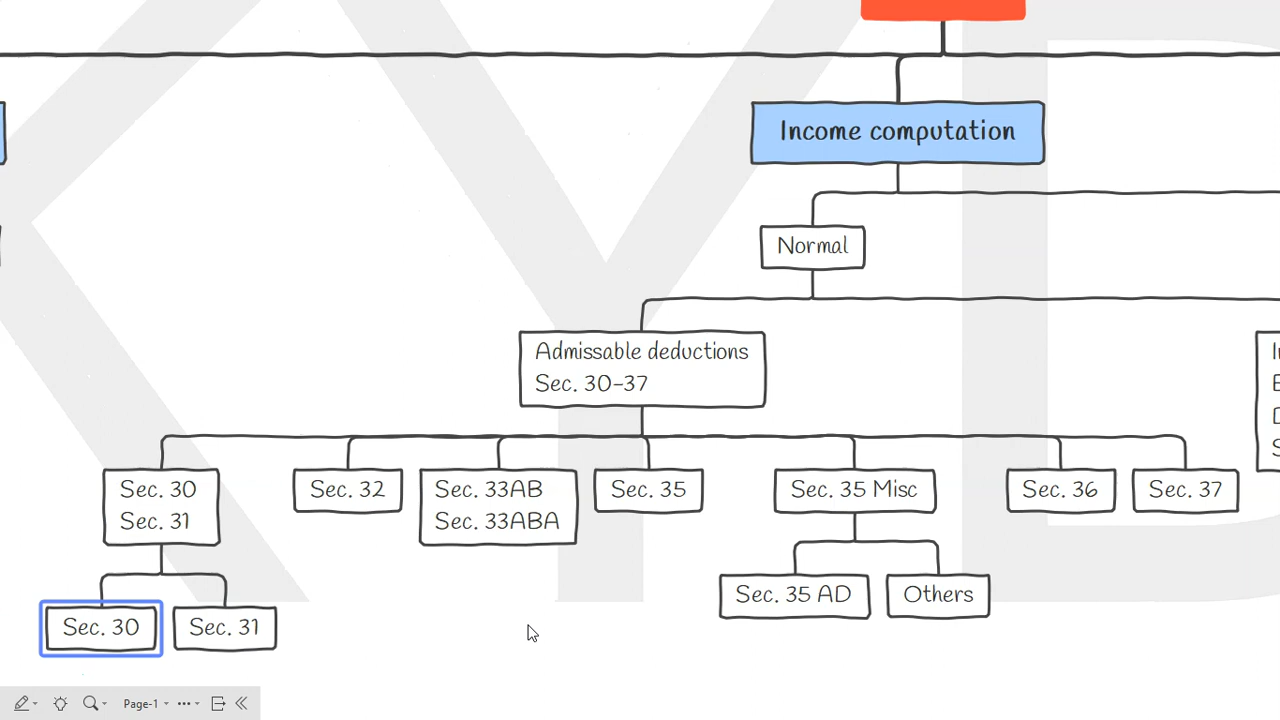 Income computation
Normal
Admissable deductions
Sec. 30-37
Sec. 30
Sec. 31
Sec. 32
Sec. 33AB
Sec. 33ABA
Sec. 35
Sec. 35 Misc
Sec. 36
Sec. 37
Sec. 35 AD
Others
Sec. 30
Sec. 31
Page-1